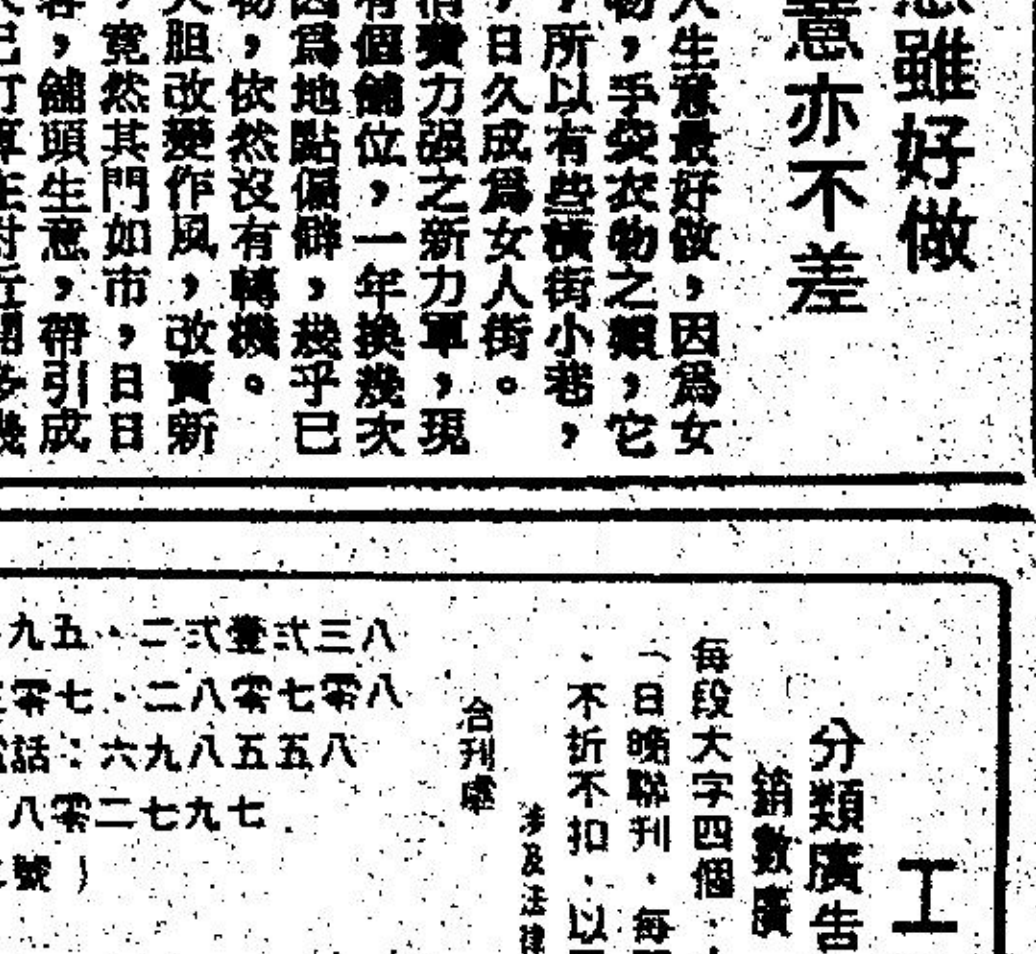 雖好做
意亦不差
人生意最好做，因爲女
物，手袋衣物之類，它
，所以有些橫街小巷，
，日久成爲女人街。
消費力强之新力軍，現
有個舖位，一年換幾次
因爲地點偏僻，幾乎已
物，依然沒有轉機。
大胆改變作風，改賣新
，竟然其門如市，日日
客，舖頭生意，帶引成
工
分類廣告
銷數廣
每段大字四個
一日晚聯刊．每
．不折不扣．以
涉及法律
合刊處
九五．二弍壹弍三八
零七．二八零七零八
話：六九八五五八
八零二七九七
號）